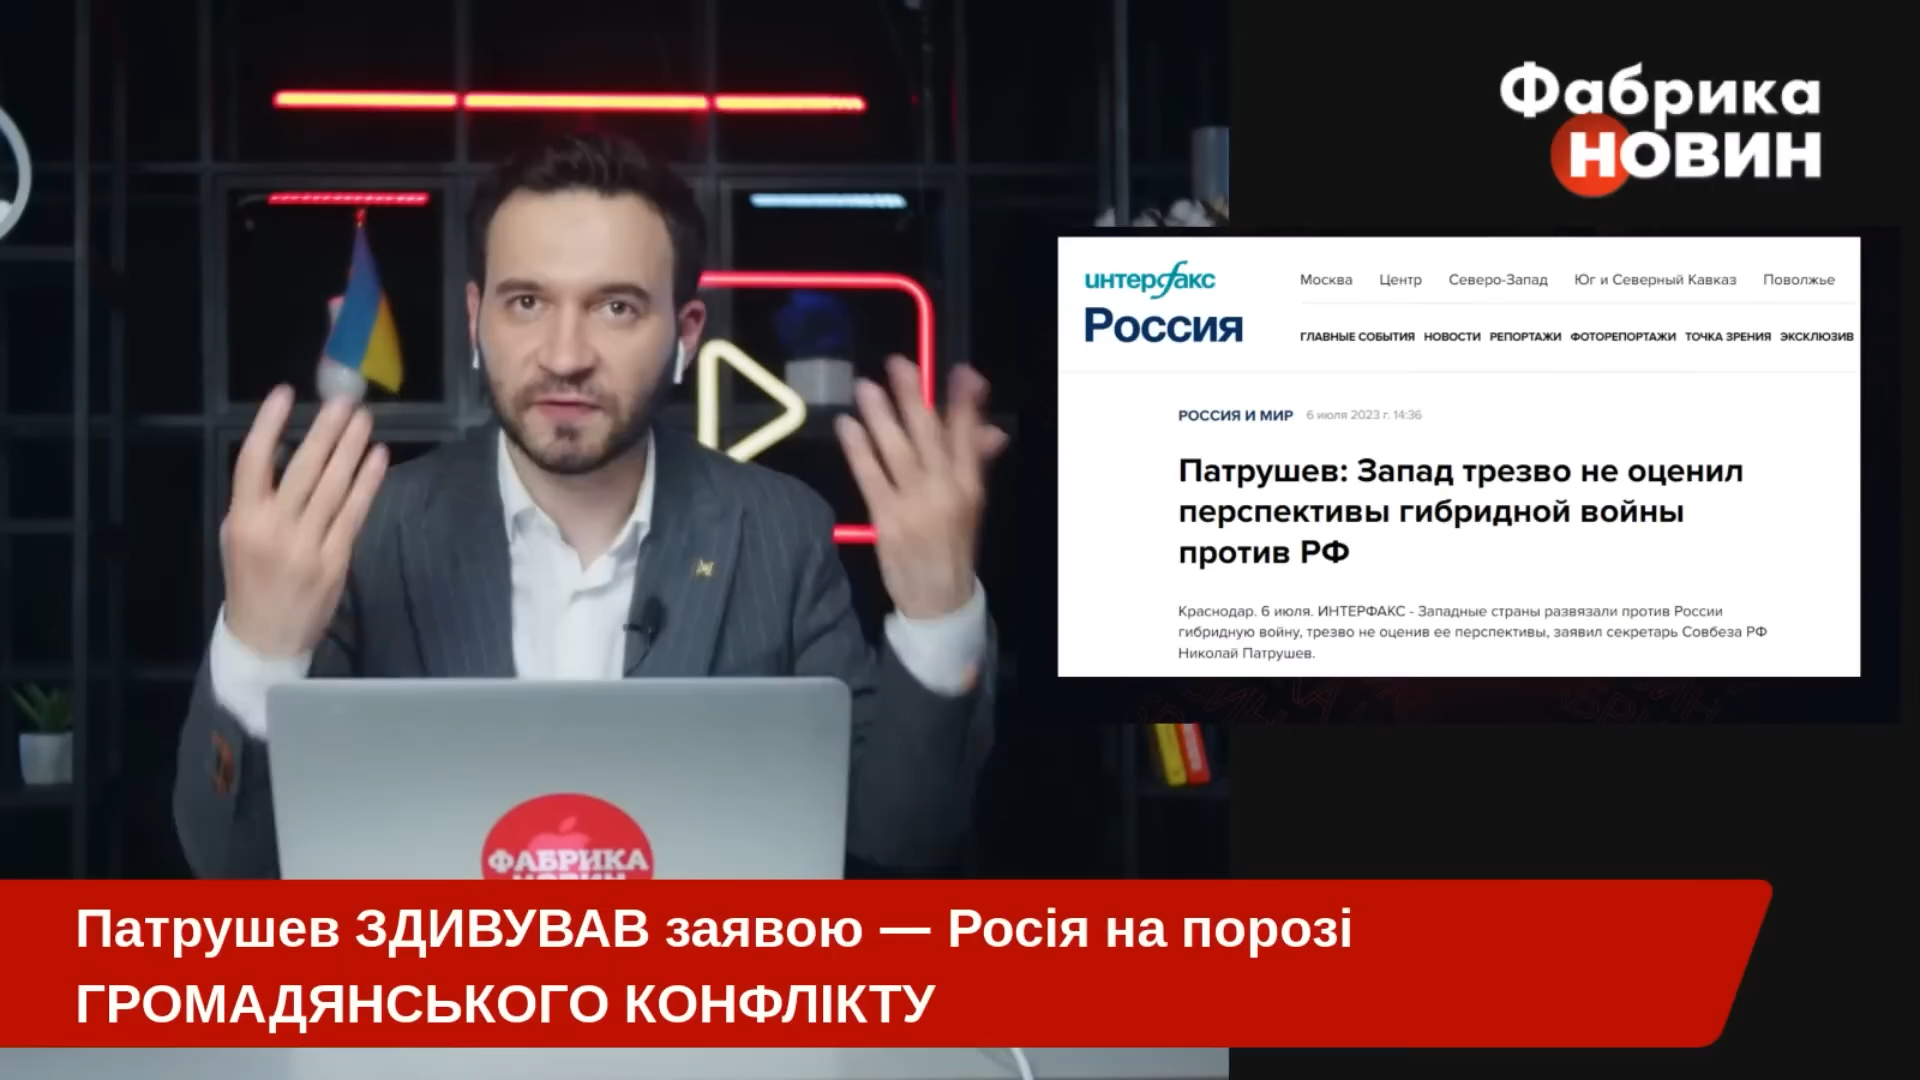 Фабрика
новин
интерфакс
Россия
Москва Центр Северо-Запад Юг и Северный Кавказ Поволжье
ГЛАВНЫЕ СОБЫТИЯ НОВОСТИ РЕПОРТАЖИ ФОТОРЕПОРТАЖИ ТОЧКА ЗРЕНИЯ ЭКСКЛЮЗИВ
РОССИЯ И МИР 6 июля 2023 г. 14:36
Патрушев: Запад трезво не оценил
перспективы гибридной войны
против РФ
Краснодар. 6 июля. ИНТЕРФАКС - Западные страны развязали против России
гибридную войну, трезво не оценив ее перспективы, заявил секретарь Совбеза РФ
Николай Патрушев.
ФАБРИКА
Патрушев ЗДИВУВАВ заявою — Росія на порозі
ГРОМАДЯНСЬКОГО КОНФЛІКТУ